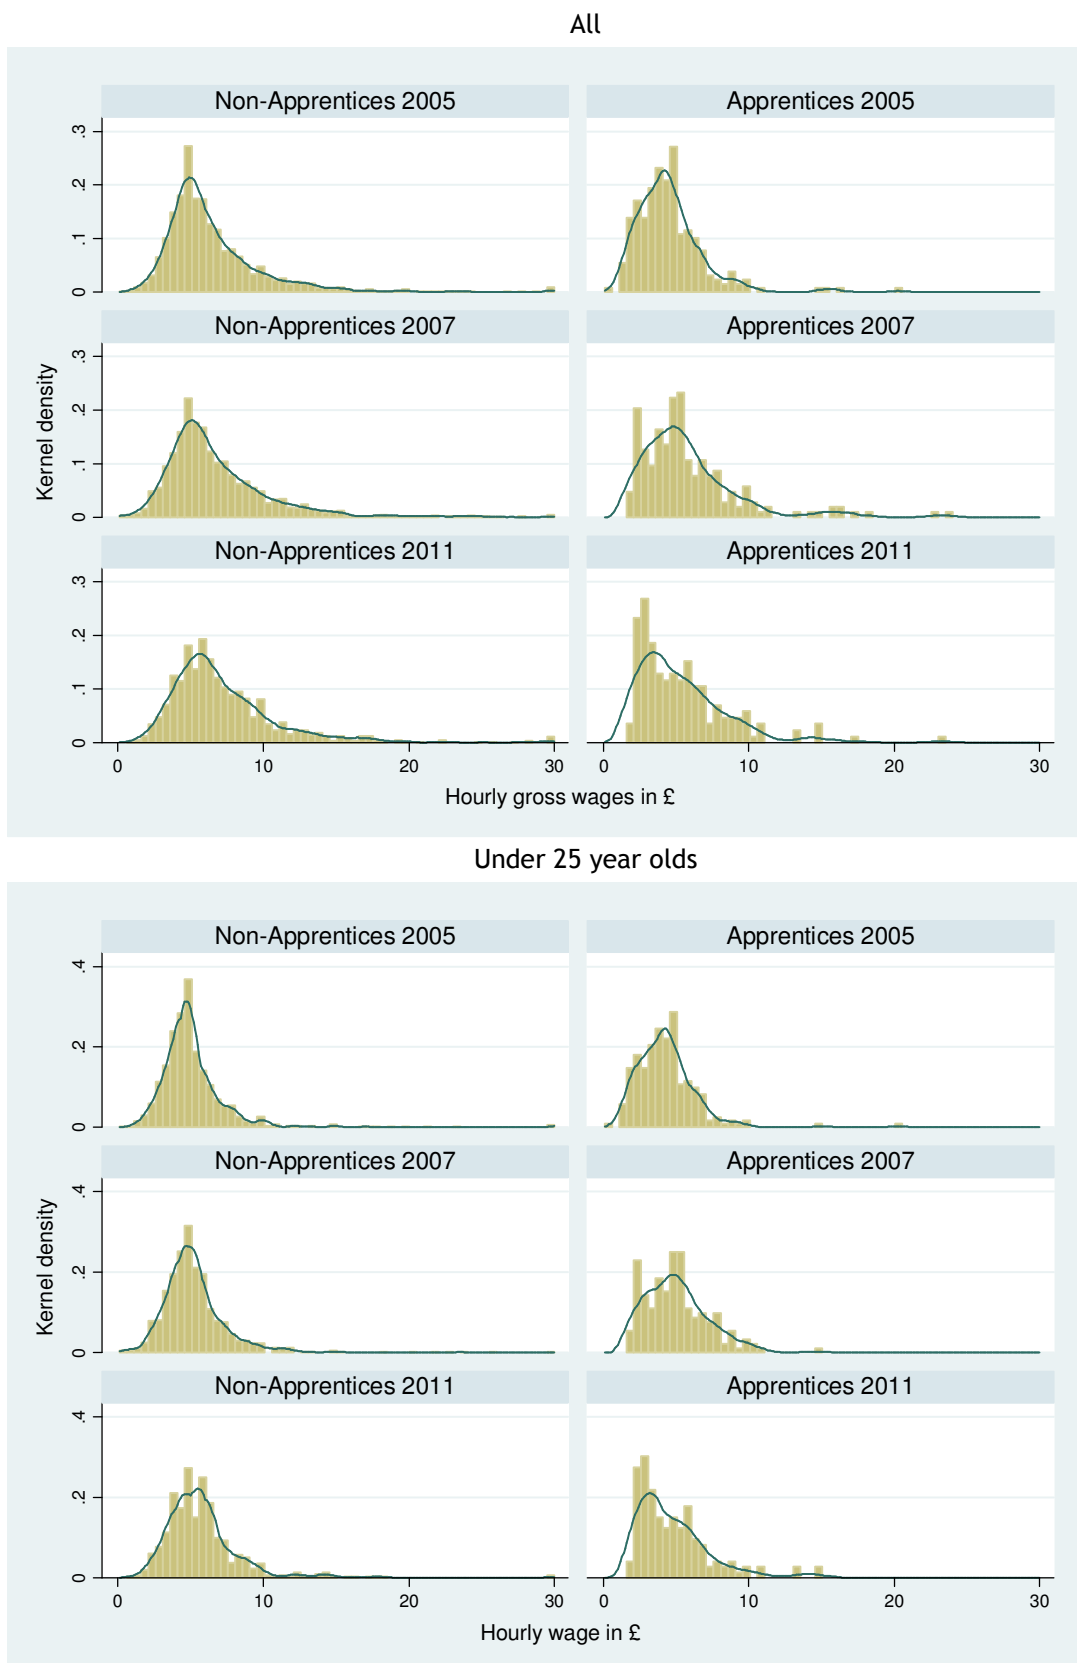 All
Non-Apprentices 2005
Apprentices 2005
.3
.2
.1
0
Non-Apprentices 2007
Apprentices 2007
.3
.2
.1
0
Kernel density
Non-Apprentices 2011
Apprentices 2011
.3
.2
.1
0
0 10 20 30 0 10 20 30
Hourly gross wages in £
Under 25 year olds
Non-Apprentices 2005
Apprentices 2005
.4
.2
0
Non-Apprentices 2007
Apprentices 2007
.4
.2
0
Kernel density
Non-Apprentices 2011
Apprentices 2011
.4
.2
0
0 10 20 30 0 10 20 30
Hourly wage in £